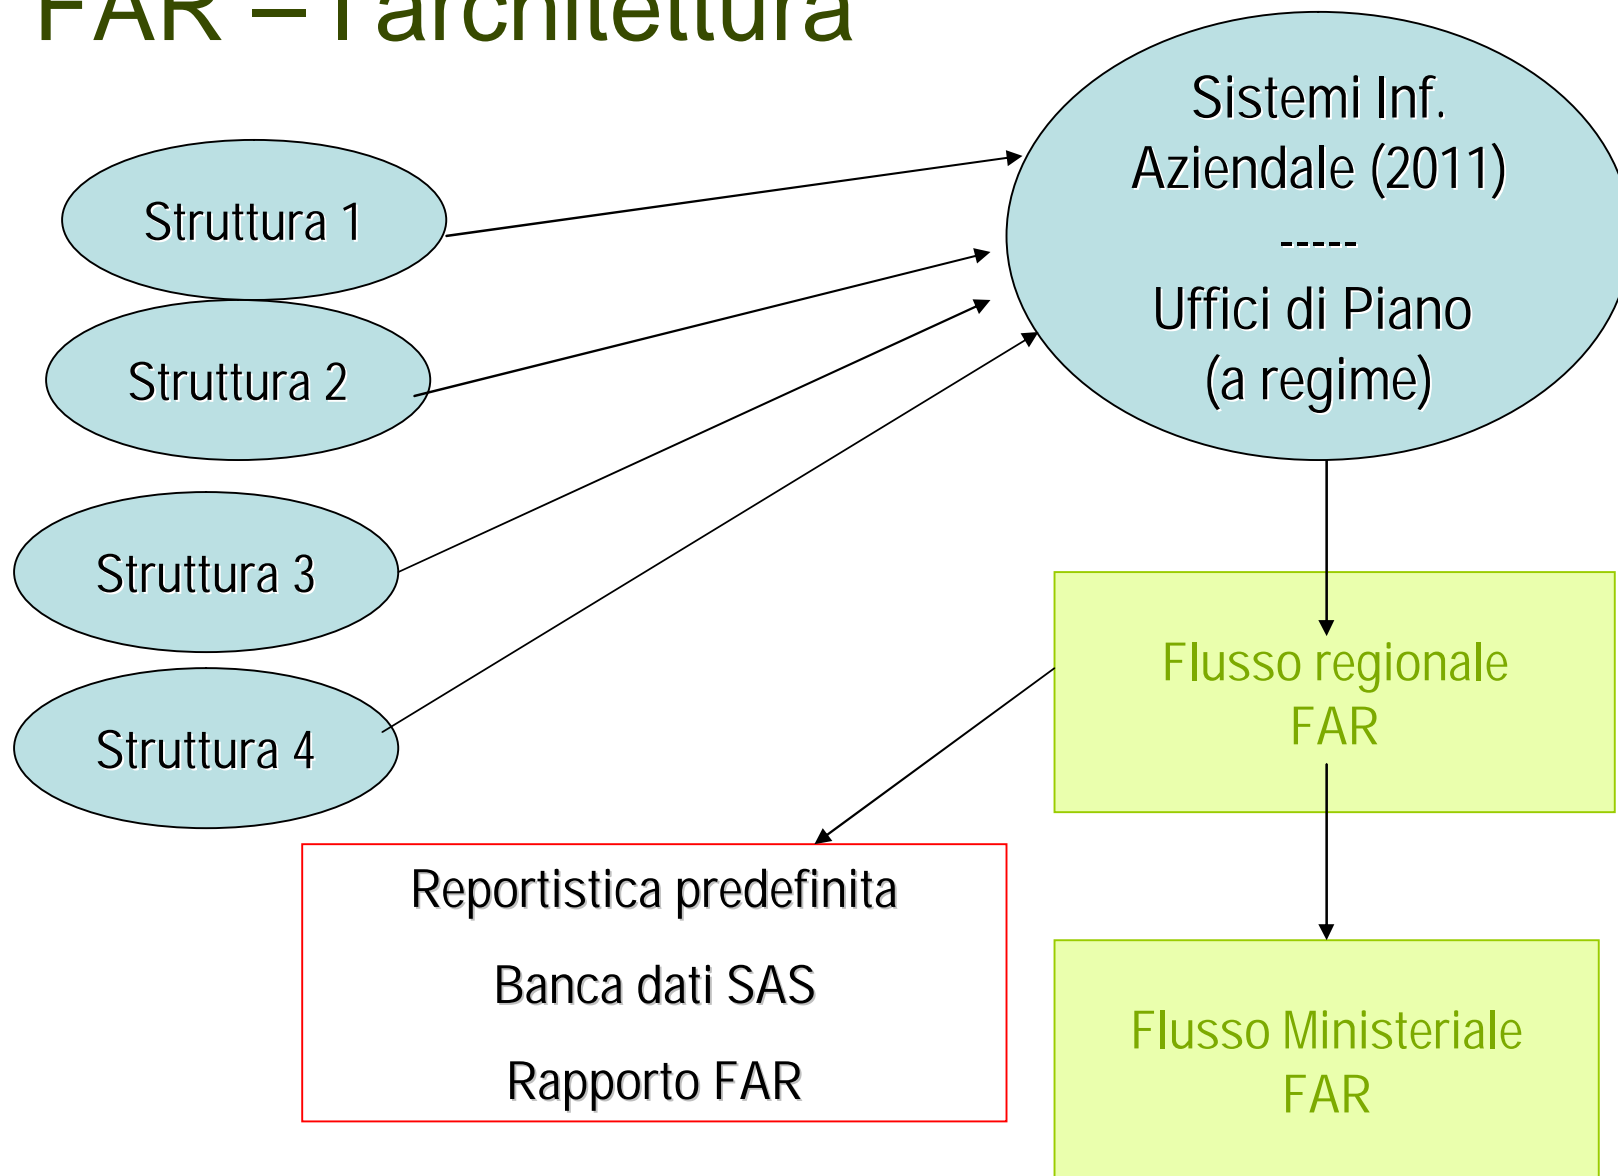 FAR – l'architettura
Sistemi Inf.
Aziendale (2011)
-----
Uffici di Piano
(a regime)
Struttura 1
Struttura 2
Struttura 3
Struttura 4
Flusso regionale
FAR
Reportistica predefinita
Banca dati SAS
Rapporto FAR
Flusso Ministeriale
FAR